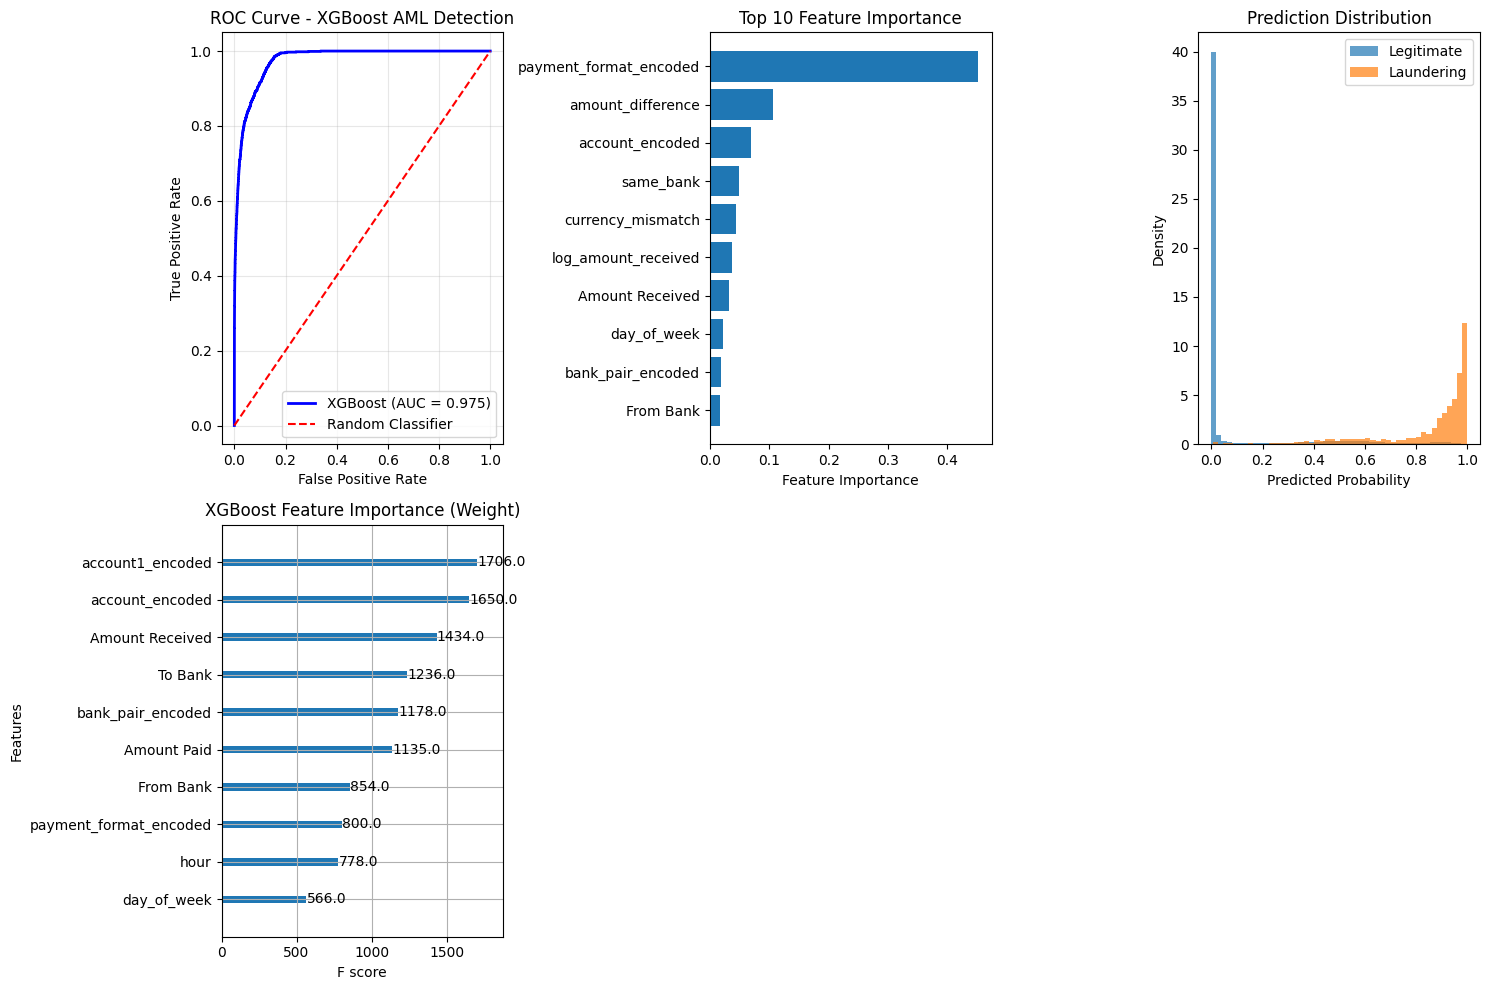 ROC Curve - XGBoost AML Detection
1.0
0.8
0.6
0.4
0.2
0.0
True Positive Rate
XGBoost (AUC = 0.975)
Random Classifier
0.0 0.2 0.4 0.6 0.8 1.0
False Positive Rate
Top 10 Feature Importance
payment_format_encoded
amount_difference
account_encoded
same_bank
currency_mismatch
log_amount_received
Amount Received
day_of_week
bank_pair_encoded
From Bank
0.0 0.1 0.2 0.3 0.4
Feature Importance
Prediction Distribution
Legitimate
Laundering
40
35
30
25
20
15
10
5
0
Density
0.0 0.2 0.4 0.6 0.8 1.0
Predicted Probability
XGBoost Feature Importance (Weight)
Features
account1_encoded 1706.0
account_encoded 1650.0
Amount Received 1434.0
To Bank 1236.0
bank_pair_encoded 1178.0
Amount Paid 1135.0
From Bank 854.0
payment_format_encoded 800.0
hour 778.0
day_of_week 566.0
0 500 1000 1500
F score